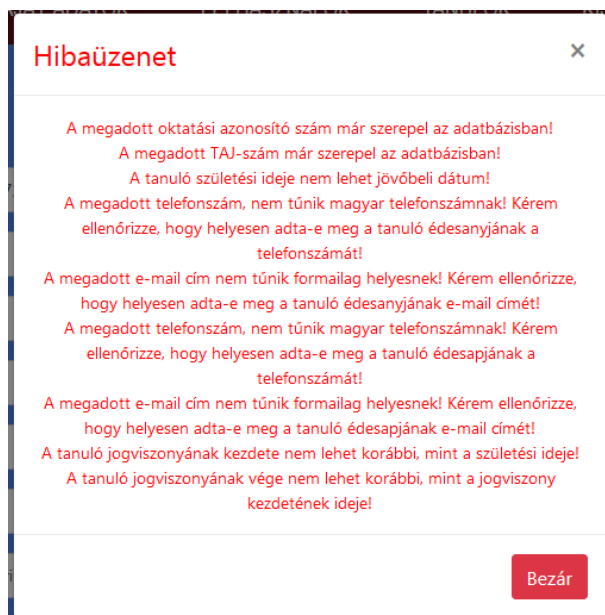 Hibaüzenet
×
A megadott oktatási azonosító szám már szerepel az adatbázisban!
A megadott TAJ-szám már szerepel az adatbázisban!
A tanuló születési ideje nem lehet jövőbeli dátum!
A megadott telefonszám, nem tűnik magyar telefonszámnak! Kérem
ellenőrizze, hogy helyesen adta-e meg a tanuló édesanyjának a
telefonszámát!
A megadott e-mail cím nem tűnik formailag helyesnek! Kérem ellenőrizze,
hogy helyesen adta-e meg a tanuló édesanyjának e-mail címét!
A megadott telefonszám, nem tűnik magyar telefonszámnak! Kérem
ellenőrizze, hogy helyesen adta-e meg a tanuló édesapjának a
telefonszámát!
A megadott e-mail cím nem tűnik formailag helyesnek! Kérem ellenőrizze,
hogy helyesen adta-e meg a tanuló édesapjának e-mail címét!
A tanuló jogviszonyának kezdete nem lehet korábbi, mint a születési ideje!
A tanuló jogviszonyának vége nem lehet korábbi, mint a jogviszony
kezdetének ideje!
Bezár